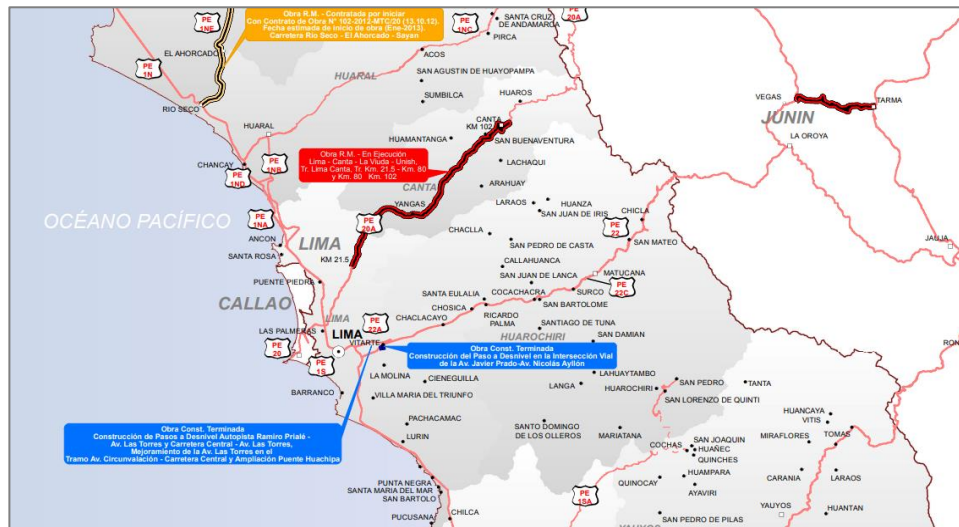 PE
1NE
Obra R.M. - Contratada por iniciar
Con Contrato de Obra N° 102-2012-MTC/20 (13.10.12).
Fecha estimada de inicio de obra (Ene-2013).
Carretera Río Seco - El Ahorcado - Sayan
PE
1NC
SANTA CRUZ
DE ANDAMARCA
PIRCA
PE
20A
EL AHORCADO
PE
1N
ACOS
HUARAL
SAN AGUSTIN DE HUAYOPAMPA
RIO SECO
SUMBILCA
HUAROS
VEGAS
TARMA
JUNIN
HUARAL
CANTA
KM 102
HUAMANTANGA
SAN BUENAVENTURA
LA OROYA
CHANCAY
PE
1NB
Obra R.M. - En Ejecución
Lima - Canta - La Viuda - Unish,
Tr. Lima Canta, Tr. Km. 21.5 - Km. 80
y Km. 80 Km. 102
LACHAQUI
PE
1ND
CANTA
ARAHUAY
YANGAS
LARAOS
HUANZA
SAN JUAN DE IRIS
CHICLA
OCÉANO PACÍFICO
PE
1NA
PE
20A
PE
22
CHACLLA
SAN PEDRO DE CASTA
SAN MATEO
JAUJA
ANCON
LIMA
SANTA ROSA
KM 21.5
CALLAHUANCA
SAN JUAN DE LANCA
MATUCANA
PUENTE PIEDRA
COCACHACRA
SURCO
PE
22C
CALLAO
SANTA EULALIA
SAN BARTOLOME
CHOSICA
RICARDO
PALMA
LIMA
PE
22A
CHACLACAYO
SANTIAGO DE TUNA
LAS PALMERAS
LIMA
HUAROCHIRI
SAN DAMIAN
VITARTE
RON
PE
20
PE
1S
Obra Const. Terminada
Construcción del Paso a Desnivel en la Intersección Vial
de la Av. Javier Prado-Av. Nicolás Ayllón
LA MOLINA
CIENEGUILLA
LANGA
LAHUAYTAMBO
HUAROCHIRI
SAN PEDRO
TANTA
BARRANCO
VILLA MARIA DEL TRIUNFO
SAN LORENZO DE QUINTI
PACHACAMAC
HUANCAYA
VITIS
Obra Const. Terminada
Construcción de Pasos a Desnivel Autopista Ramiro Prialé -
Av. Las Torres y Carretera Central - Av. Las Torres,
Mejoramiento de la Av. Las Torres en el
Tramo Av. Circunvalación - Carretera Central y Ampliación Puente Huachipa
SANTO DOMINGO
DE LOS OLLEROS
MARIATANA
TOMAS
LURIN
COCHAS
SAN JOAQUIN
HUAÑEC
QUINCHES
MIRAFLORES
PUNTA NEGRA
SANTA MARIA DEL MAR
SAN BARTOLO
QUINOCAY
HUAMPARA
AYAVIRI
CARANIA
LARAOS
PE
1SA
PUCUSANA
CHILCA
SAN PEDRO DE PILAS
YAUYOS
HUANTAN
YAUYOS